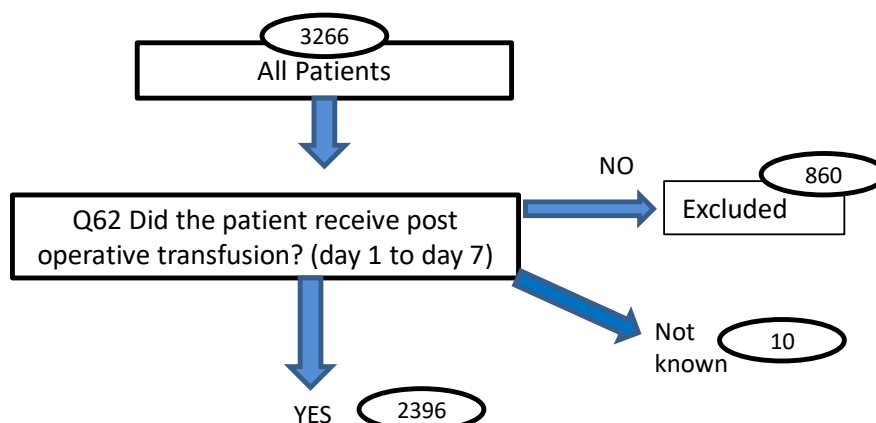 3266
All Patients
NO
860
Excluded
Q62 Did the patient receive post
operative transfusion? (day 1 to day 7)
Not
known
10
YES
2396